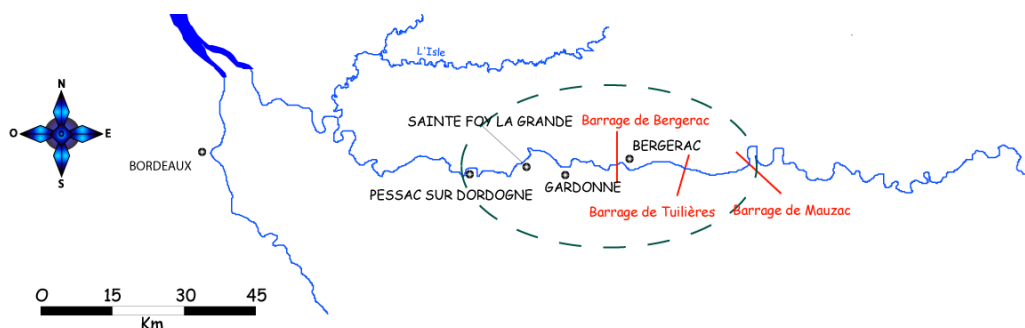 L'Isle
N
O
E
S
SAINTE FOY LA GRANDE
Barrage de Bergerac
BERGERAC
BORDEAUX
PESSAC SUR DORDOGNE
GARDONNE
Barrage de Tuilières
Barrage de Mauzac
O 15 30 45
Km